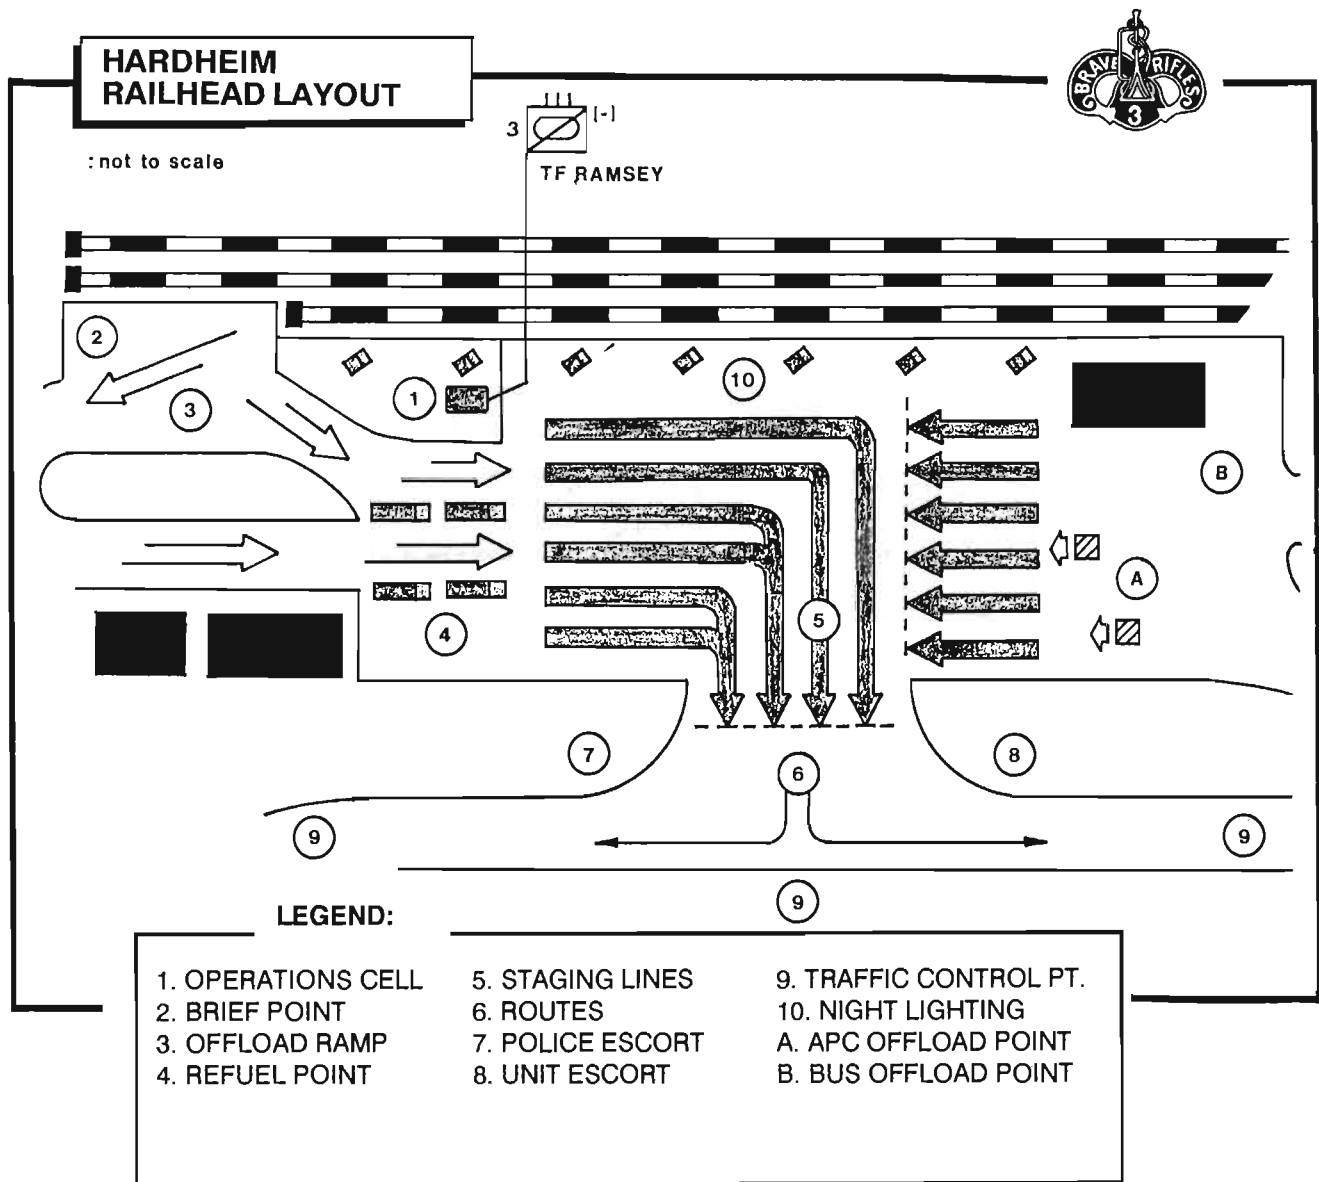 HARDHEIM
RAILHEAD LAYOUT
BRAVE RIFLES
3
:not to scale
3 [-]
TF RAMSEY
2
3
1
10
B
A
4
5
7
6
8
9
9
9
LEGEND:
1. OPERATIONS CELL
2. BRIEF POINT
3. OFFLOAD RAMP
4. REFUEL POINT
5. STAGING LINES
6. ROUTES
7. POLICE ESCORT
8. UNIT ESCORT
9. TRAFFIC CONTROL PT.
10. NIGHT LIGHTING
A. APC OFFLOAD POINT
B. BUS OFFLOAD POINT